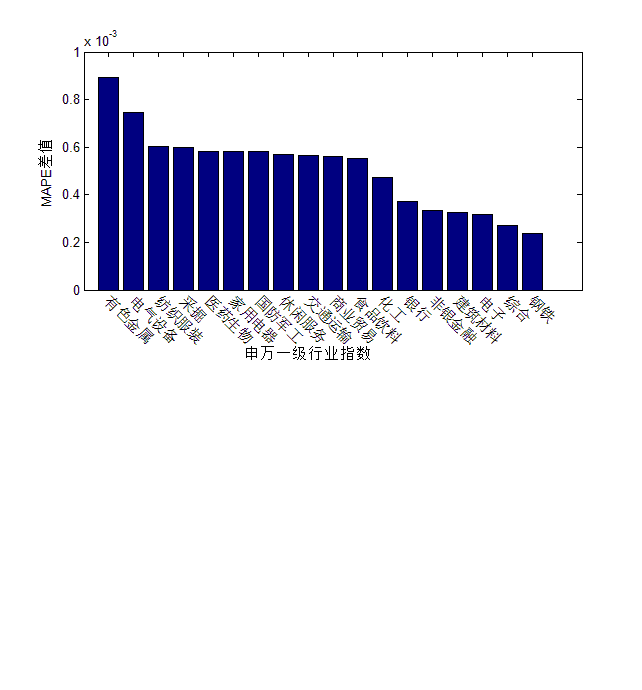 x 10-3
1
0.8
0.6
0.4
0.2
0
MAPE差值
有色金属
电气设备
纺织服装
采掘
医药生物
家用电器
国防军工
休闲服务
交通运输
商业贸易
食品饮料
化工
银行
非银金融
建筑材料
电子
综合
钢铁
申万一级行业指数